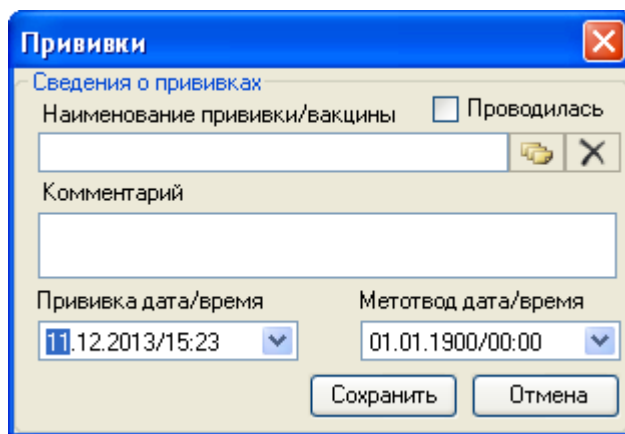 Прививки
Сведения о прививках
Наименование прививки/вакцины Проводилась
Комментарий
Прививка дата/время Метотвод дата/время
11.12.2013/15:23 01.01.1900/00:00
Сохранить Отмена